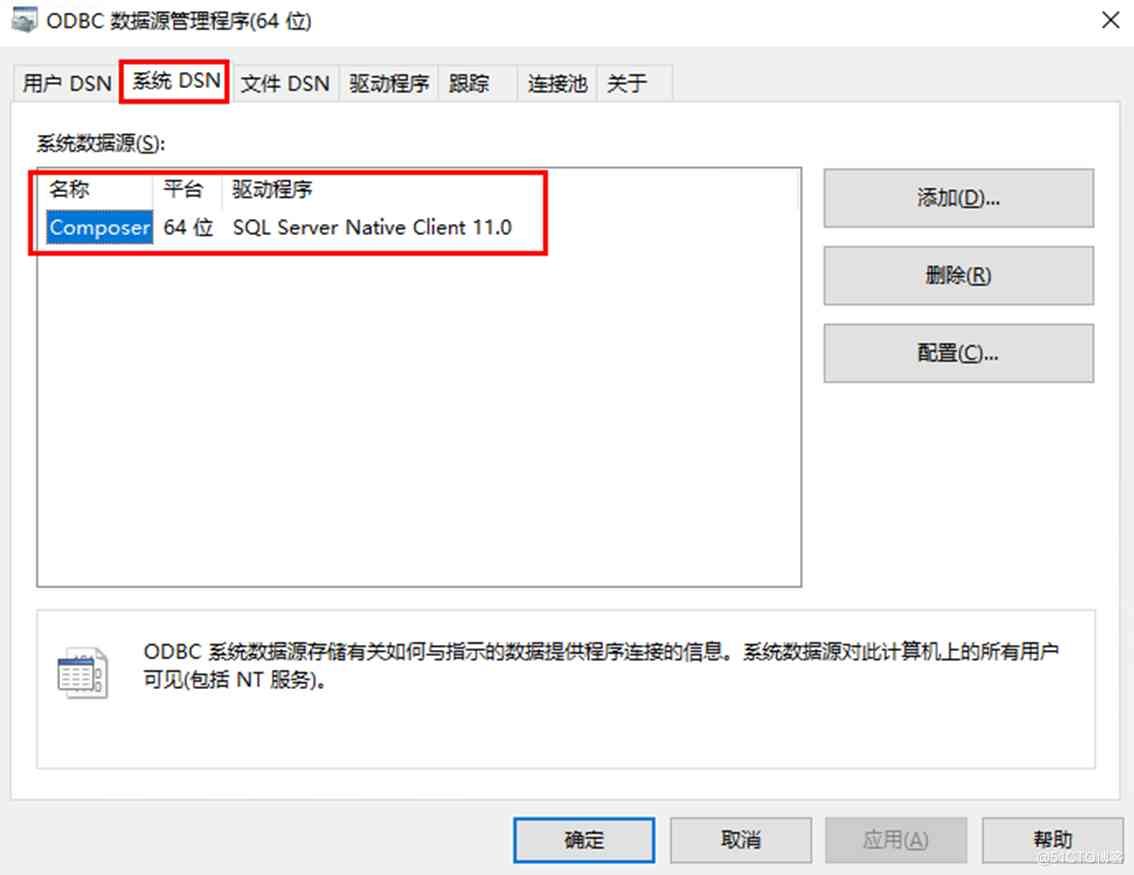 ODBC 数据源管理程序(64 位)
用户 DSN 系统 DSN 文件 DSN 驱动程序 跟踪 连接池 关于
系统数据源(S):
名称 平台 驱动程序
Composer 64 位 SQL Server Native Client 11.0
添加(D)...
删除(R)
配置(C)...
ODBC 系统数据源存储有关如何与指示的数据提供程序连接的信息。系统数据源对此计算机上的所有用户
可见(包括 NT 服务)。
确定 取消 应用(A) 帮助
@51CTO博客